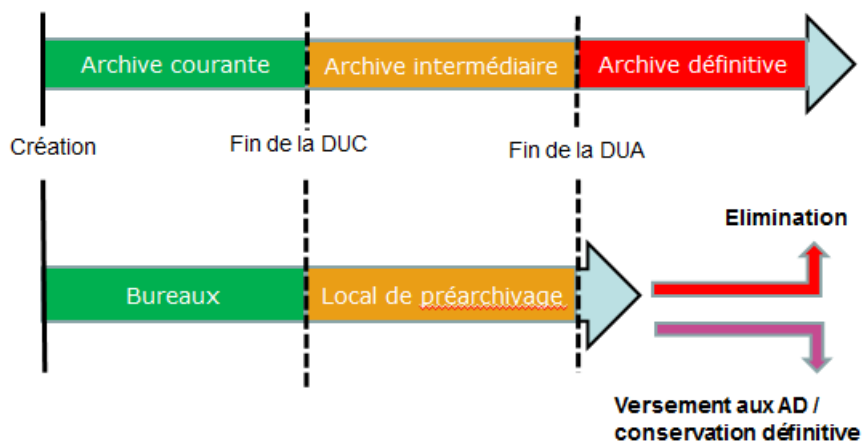 Archive courante
Archive intermédiaire
Archive définitive
Création
Fin de la DUC
Fin de la DUA
Elimination
Bureaux
Local de préarchivage
Versement aux AD /
conservation définitive